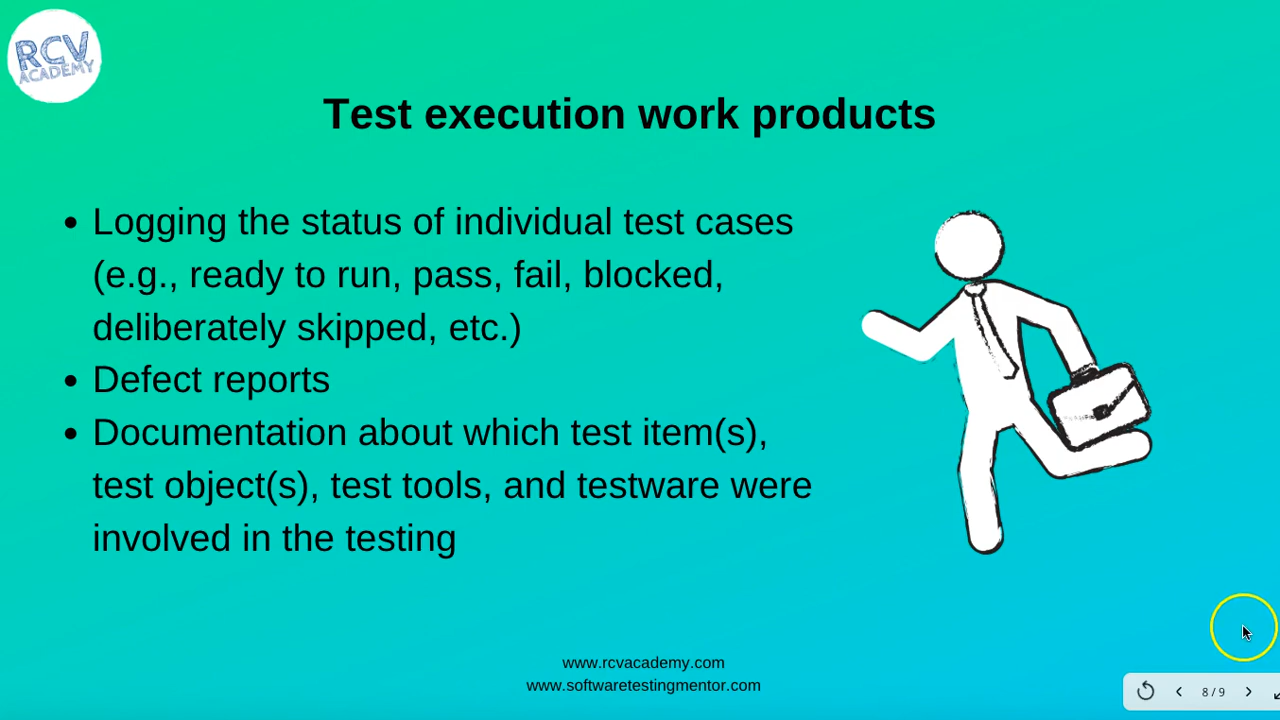 RCV
ACADEMY
Test execution work products
• Logging the status of individual test cases
(e.g., ready to run, pass, fail, blocked,
deliberately skipped, etc.)
• Defect reports
• Documentation about which test item(s),
test object(s), test tools, and testware were
involved in the testing
www.rcvacademy.com
www.softwaretestingmentor.com
8 / 9